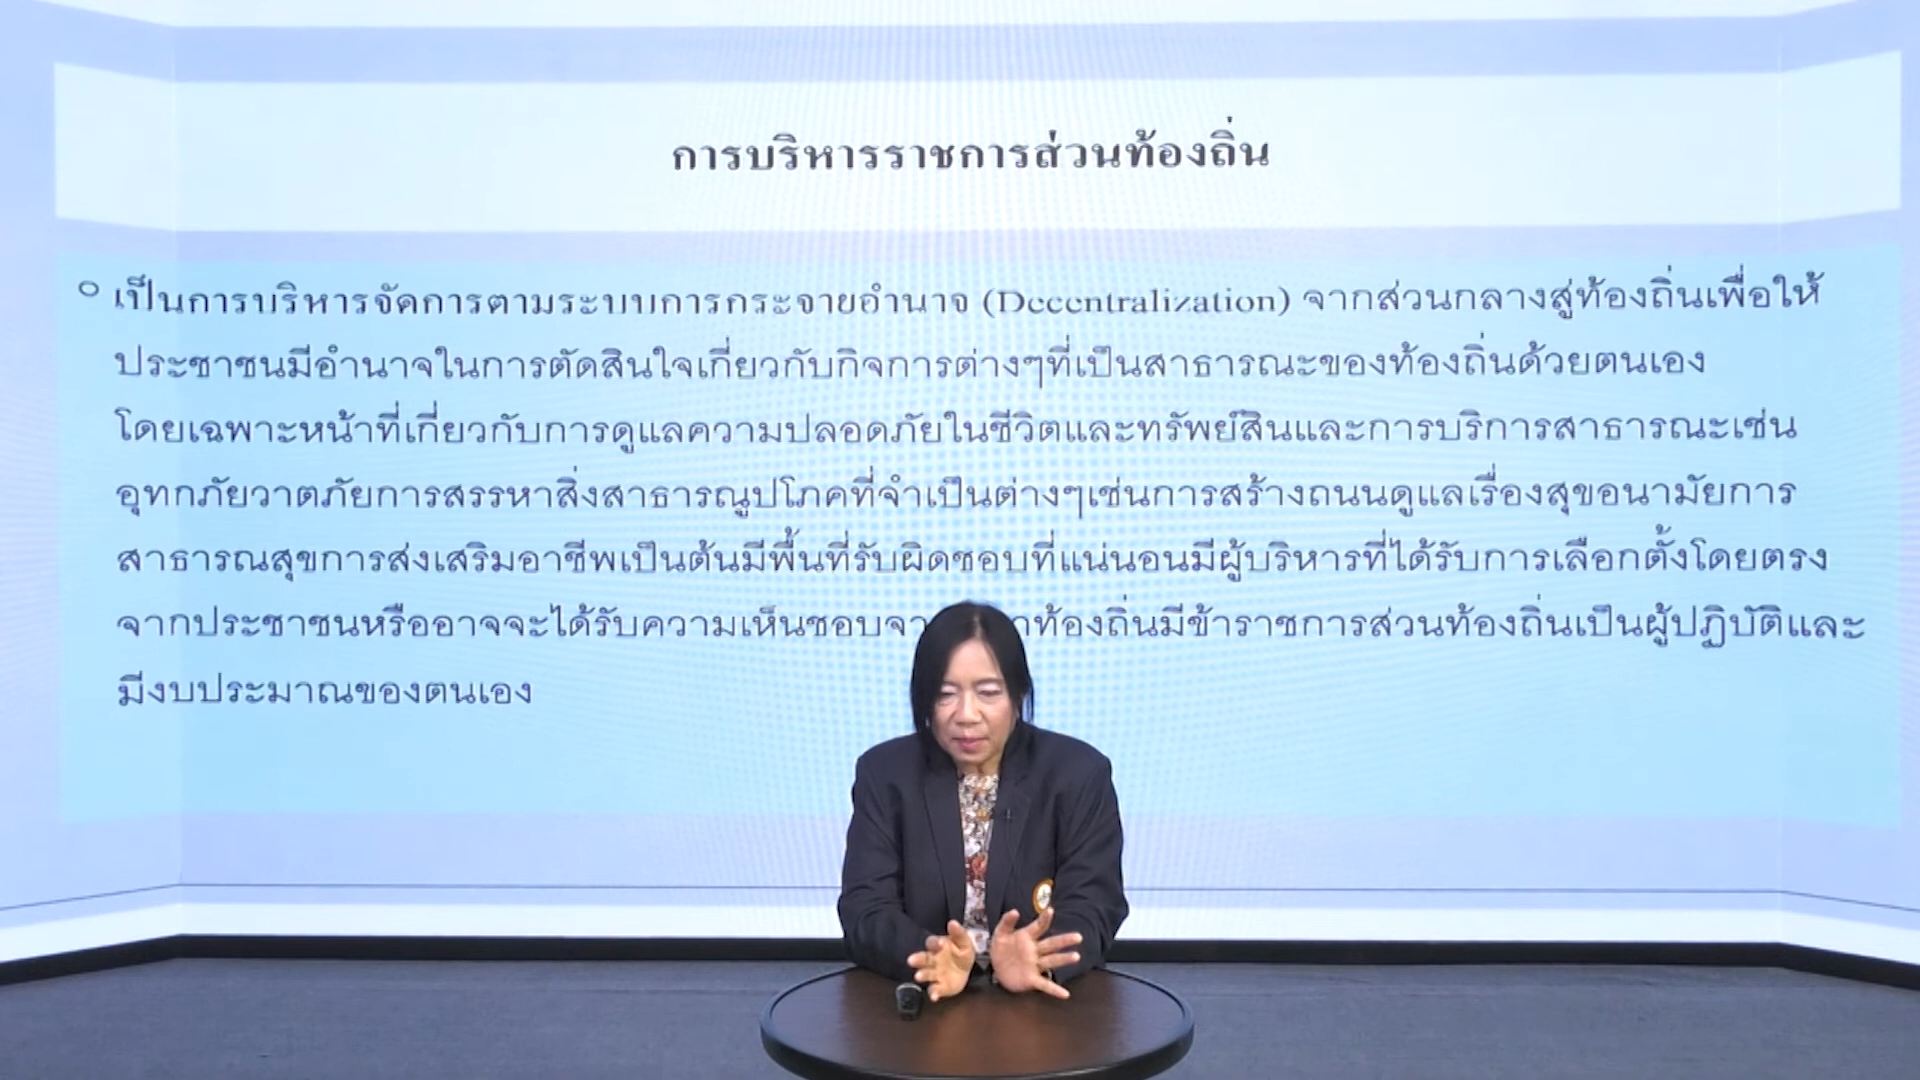 การบริหารราชการส่วนท้องถิ่น
เป็นการบริหารจัดการตามระบบการกระจายอำนาจ (Decentralization) จากส่วนกลางสู่ท้องถิ่นเพื่อให้
ประชาชนมีอำนาจในการตัดสินใจเกี่ยวกับกิจการต่างๆที่เป็นสาธารณะของท้องถิ่นด้วยตนเอง
โดยเฉพาะหน้าที่เกี่ยวกับการดูแลความปลอดภัยในชีวิตและทรัพย์สินและการบริการสาธารณะเช่น
อุทกภัยวาตภัยการสรรหาสิ่งสาธารณูปโภคที่จำเป็นต่างๆเช่นการสร้างถนนดูแลเรื่องสุขอนามัยการ
สาธารณสุขการส่งเสริมอาชีพเป็นต้นมีพื้นที่รับผิดชอบที่แน่นอนมีผู้บริหารที่ได้รับการเลือกตั้งโดยตรง
จากประชาชนหรืออาจจะได้รับความเห็นชอบ ท้องถิ่นมีข้าราชการส่วนท้องถิ่นเป็นผู้ปฏิบัติและ
มีงบประมาณของตนเอง